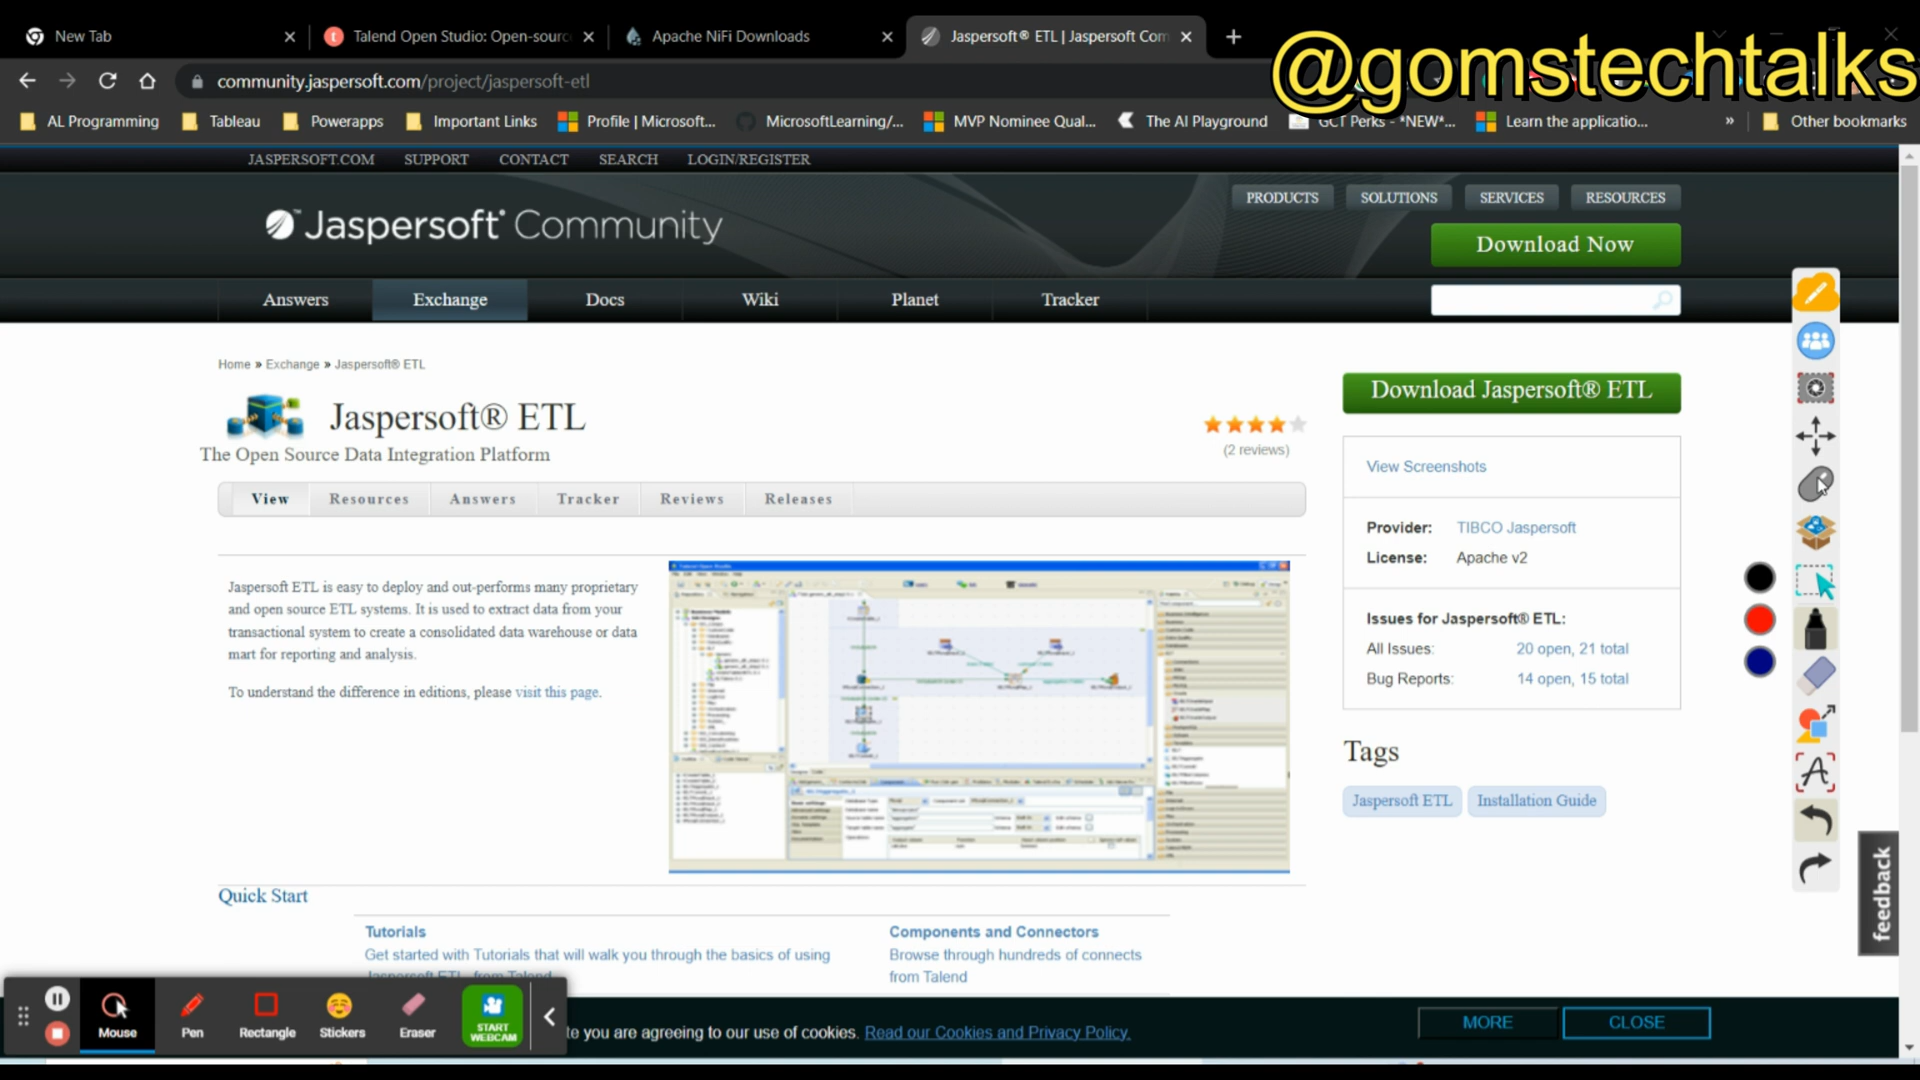 New Tab
Talend Open Studio: Open-sourc
Apache NiFi Downloads
Jaspersoft® ETL | Jaspersoft Com
@gomstechtalks
community.jaspersoft.com/project/jaspersoft-etl
AL Programming
Tableau
Powerapps
Important Links
Profile | Microsoft...
MicrosoftLearning/...
MVP Nominee Qual...
The AI Playground
GCT Perks - *NEW*...
Learn the applicatio...
»
Other bookmarks
JASPERSOFT.COM
SUPPORT
CONTACT
SEARCH
LOGIN/REGISTER
PRODUCTS
SOLUTIONS
SERVICES
RESOURCES
Jaspersoft Community
Download Now
Answers
Exchange
Docs
Wiki
Planet
Tracker
Home » Exchange » Jaspersoft® ETL
Jaspersoft® ETL
The Open Source Data Integration Platform
(2 reviews)
Download Jaspersoft® ETL
View Screenshots
Provider: TIBCO Jaspersoft
License: Apache v2
Issues for Jaspersoft® ETL:
All Issues: 20 open, 21 total
Bug Reports: 14 open, 15 total
Tags
Jaspersoft ETL
Installation Guide
View
Resources
Answers
Tracker
Reviews
Releases
Jaspersoft ETL is easy to deploy and out-performs many proprietary
and open source ETL systems. It is used to extract data from your
transactional system to create a consolidated data warehouse or data
mart for reporting and analysis.
To understand the difference in editions, please visit this page.
Quick Start
Tutorials
Get started with Tutorials that will walk you through the basics of using
Jaspersoft ETL, from Talend
Components and Connectors
Browse through hundreds of connects
from Talend
feedback
Mouse
Pen
Rectangle
Stickers
Eraser
START
WEBCAM
te you are agreeing to our use of cookies. Read our Cookies and Privacy Policy.
MORE
CLOSE